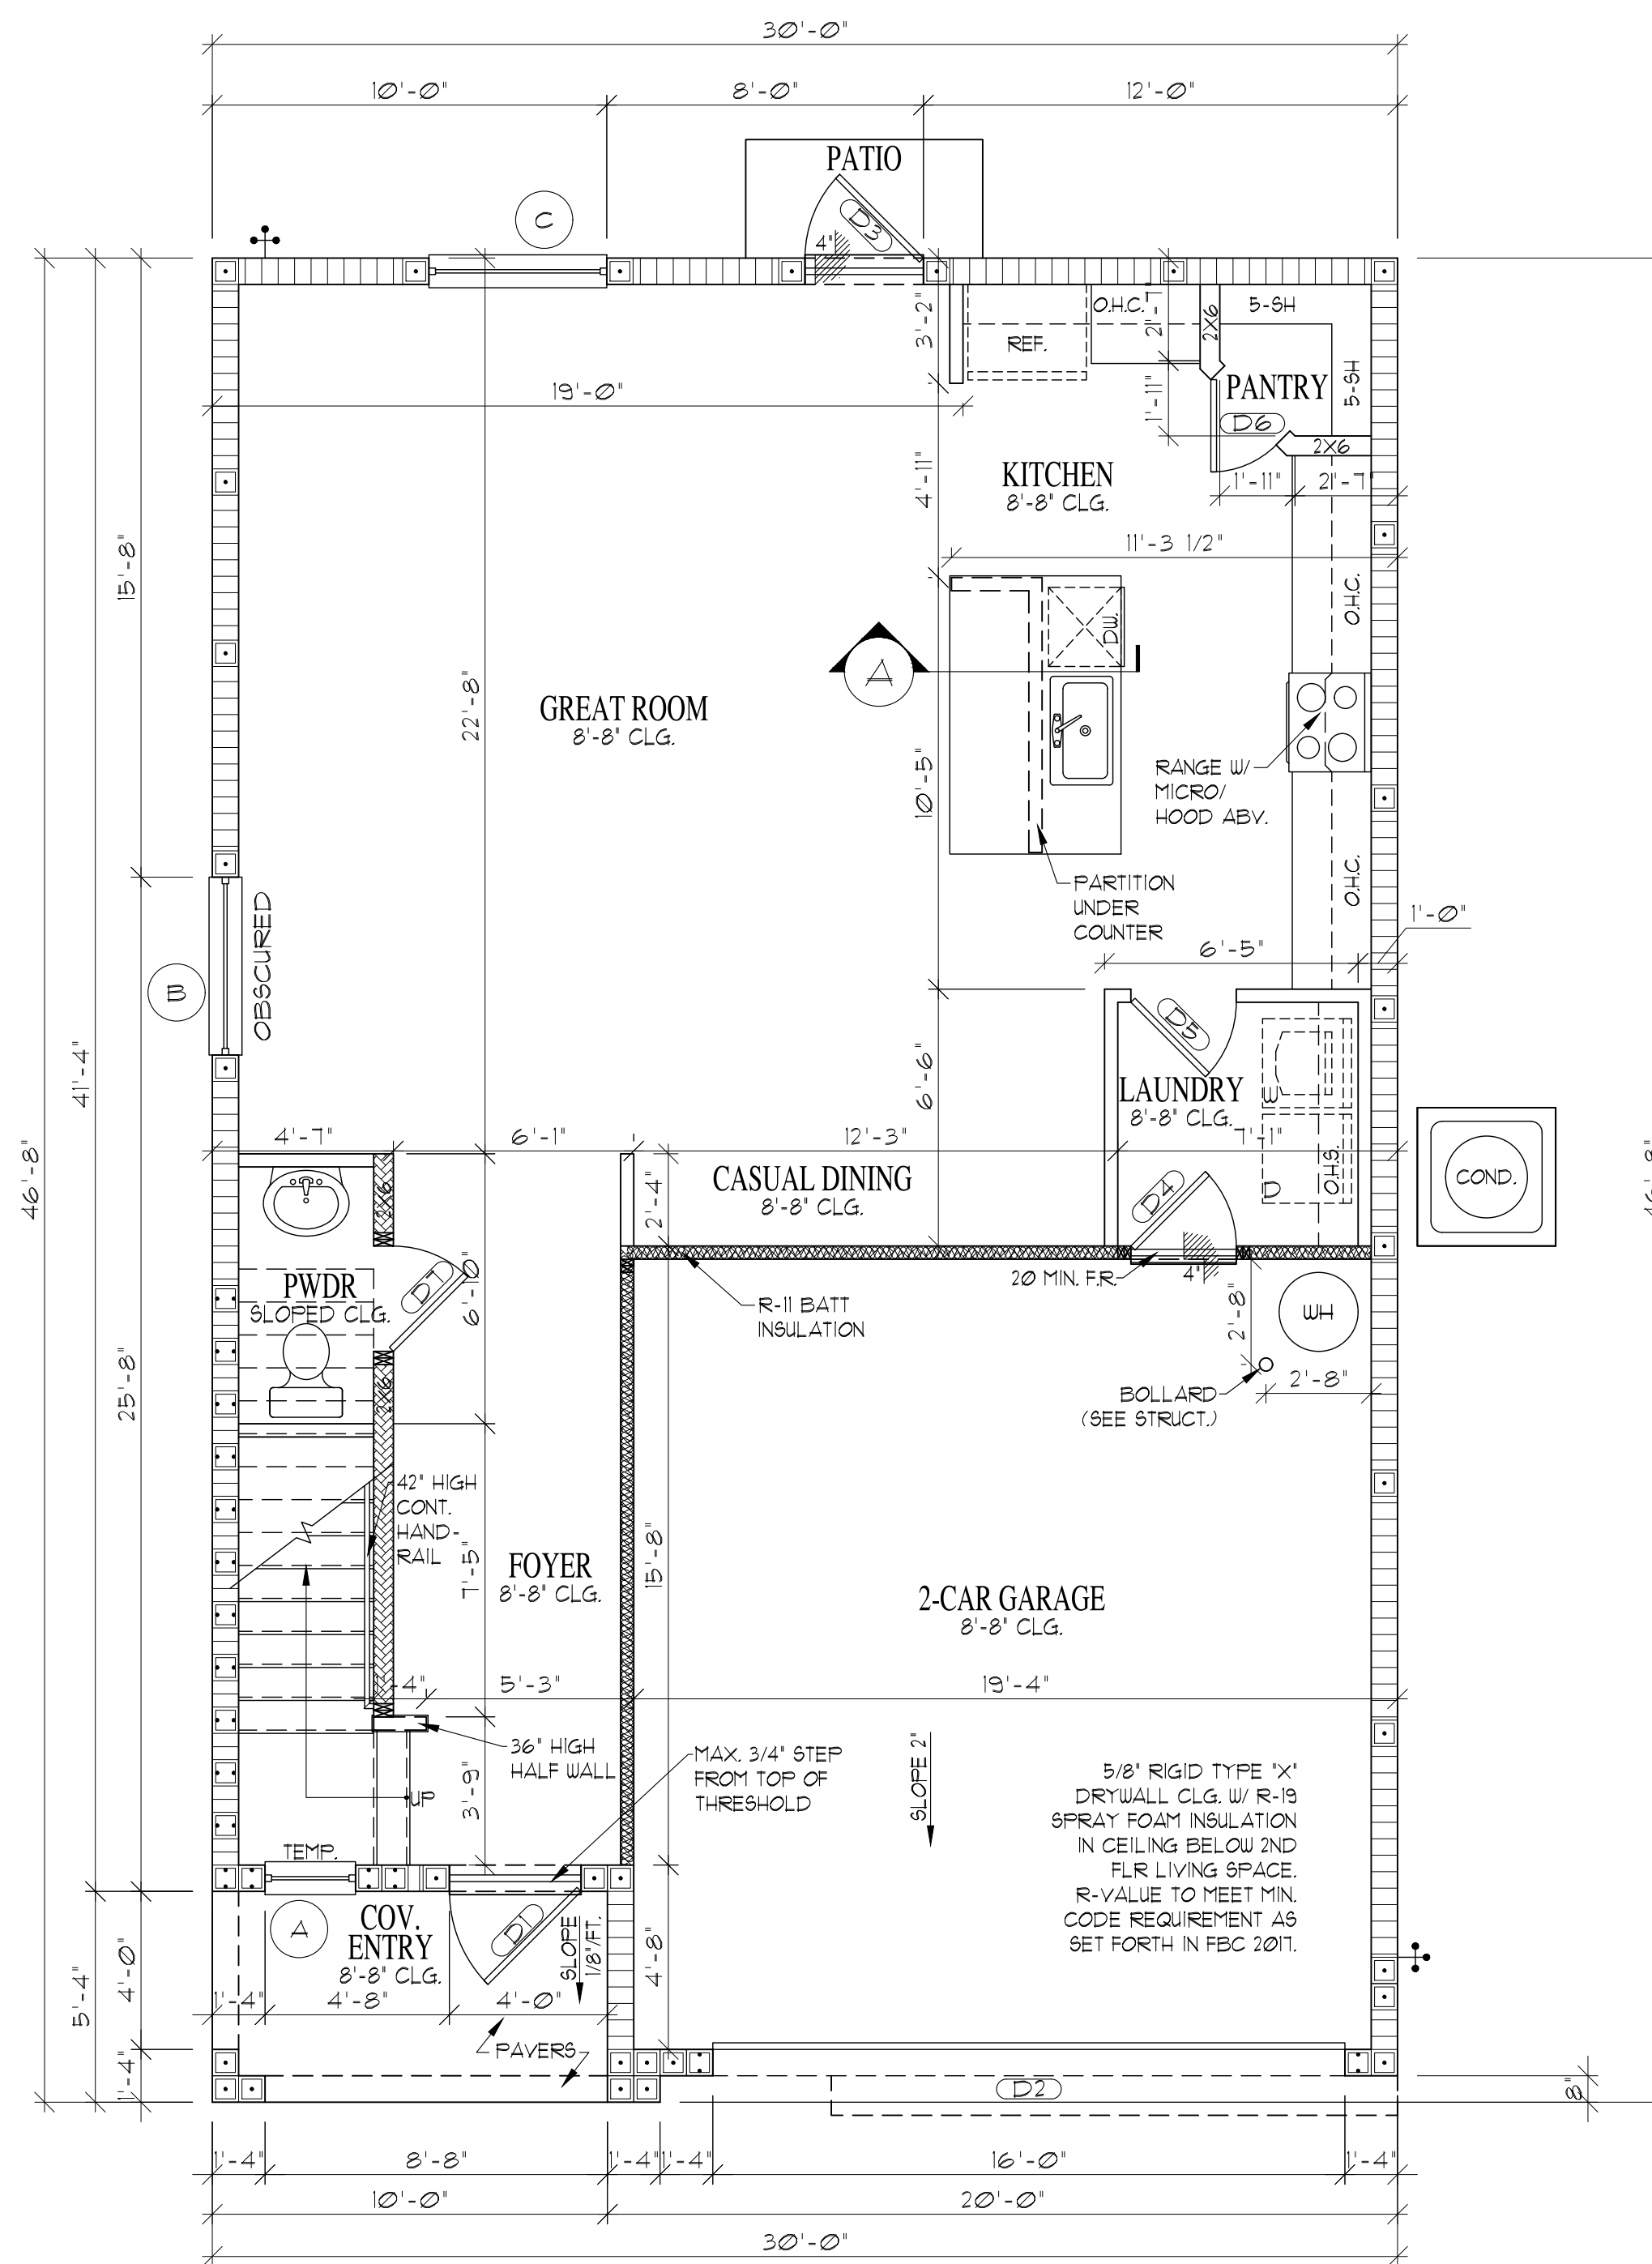 30'-0"
10'-0"
8'-0"
12'-0"
PATIO
C
D3
4"
O.H.C.
5-SH
3'-2"
2'-7"
2X6
REF.
PANTRY
5-SH
19'-0"
1'-11"
D6
2X6
KITCHEN
8'-8" CLG.
4'-11"
1'-11"
2'-7"
15'-8"
11'-3 1/2"
O.H.C.
DW.
A
GREAT ROOM
8'-8" CLG.
22'-8"
10'-5"
RANGE W/
MICRO/
HOOD ABV.
PARTITION
UNDER
COUNTER
O.H.C.
1'-0"
6'-5"
OBSCURED
B
D5
41'-4"
6'-6"
LAUNDRY
8'-8" CLG.
W
46'-8"
46'-8"
4'-7"
6'-1"
12'-3"
7'-1"
CASUAL DINING
8'-8" CLG.
2'-4"
D4
D
O.H.S.
COND.
2X6
PWDR
SLOPED CLG.
D7
6'-0"
20 MIN. F.R.
4"
R-11 BATT
INSULATION
2'-8"
WH
25'-8"
2X6
BOLLARD
(SEE STRUCT.)
2'-8"
42" HIGH
CONT.
HAND-
RAIL
7'-5"
15'-8"
FOYER
8'-8" CLG.
2-CAR GARAGE
8'-8" CLG.
-4"
5'-3"
19'-4"
36" HIGH
HALF WALL
3'-9"
UP
MAX. 3/4" STEP
FROM TOP OF
THRESHOLD
SLOPE 2"
5/8" RIGID TYPE "X"
DRYWALL CLG. W/ R-19
SPRAY FOAM INSULATION
IN CEILING BELOW 2ND
FLR LIVING SPACE.
R-VALUE TO MEET MIN.
CODE REQUIREMENT AS
SET FORTH IN FBC 2017.
TEMP.
A
COV.
ENTRY
8'-8" CLG.
D1
SLOPE
1/8"/FT.
4'-8"
5'-4"
4'-0"
1'-4"
4'-8"
4'-0"
PAVERS
1'-4"
D2
8"
1'-4"
8'-8"
1'-4"
1'-4"
16'-0"
1'-4"
10'-0"
20'-0"
30'-0"